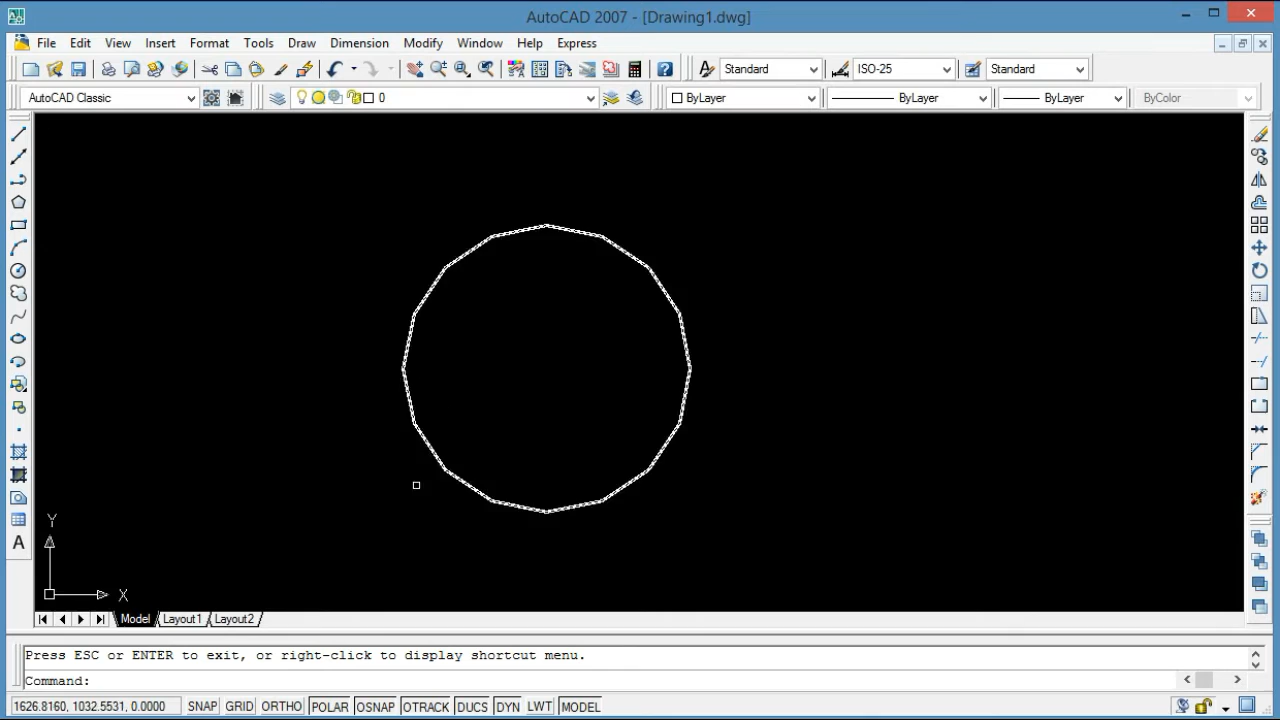 AutoCAD 2007 - [Drawing1.dwg]
File Edit View Insert Format Tools Draw Dimension Modify Window Help Express
Standard ISO-25 Standard
AutoCAD Classic 0 ByLayer ByLayer ByLayer ByColor
A
Y
X
Model Layout1 Layout2
Press ESC or ENTER to exit, or right-click to display shortcut menu.
Command:
1626.8160, 1032.5531, 0.0000 SNAP GRID ORTHO POLAR OSNAP OTRACK DUCS DYN LWT MODEL